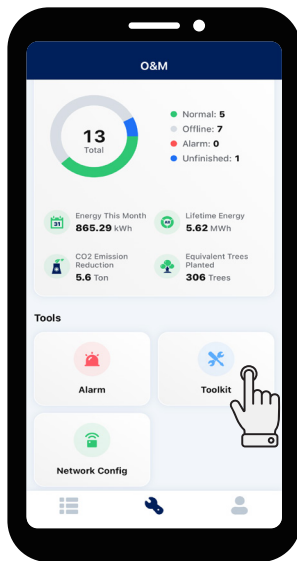 O&M
13
Total
Normal: 5
Offline: 7
Alarm: 0
Unfinished: 1
31
Energy This Month
865.29 kWh
Lifetime Energy
5.62 MWh
CO2 Emission
Reduction
5.6 Ton
Equivalent Trees
Planted
306 Trees
Tools
Alarm
Toolkit
Network Config